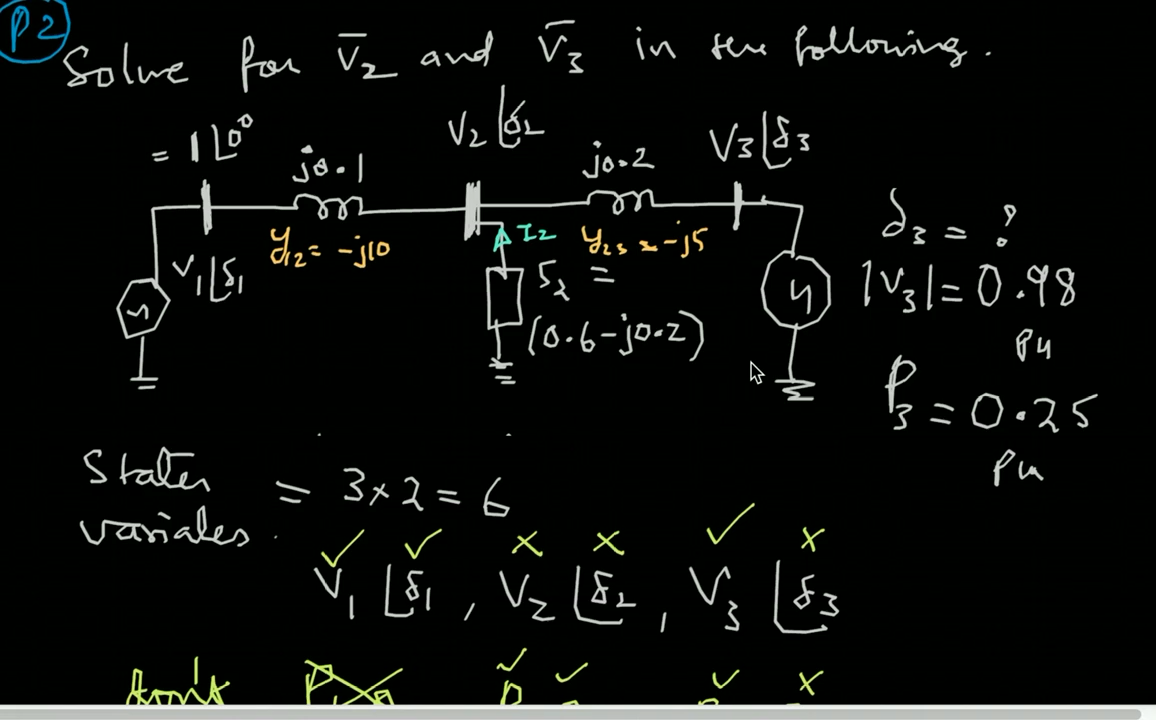 P2
Solve for V̄₂ and V̄₃ in the following.
= 1∠0°
V₂∠δ₂
V₃∠δ₃
j0.1
j0.2
y₁₂ = -j10
I₂
y₂₃ = -j5
V₁∠δ₁
S₂ =
(0.6-j0.2)
δ₃ = ?
|V₃| = 0.98
pu
P₃ = 0.25
pu
States = 3×2 = 6
variales.
✓ ✓ × × ✓ ×
V₁∠δ₁, V₂∠δ₂, V₃∠δ₃
✓ ✓ ✓ ×